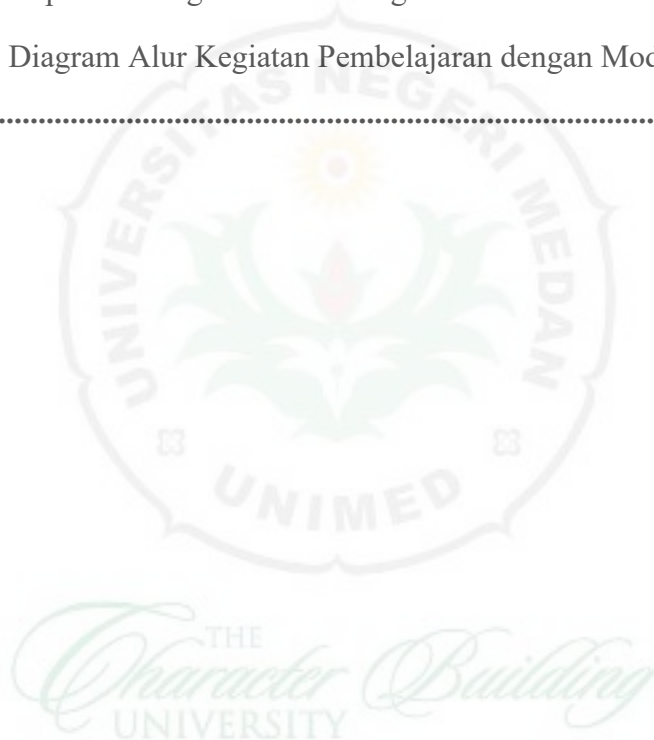 Diagram Alur Kegiatan Pembelajaran dengan
UNIVERSITAS NEGERI MEDAN
UNIMED
THE
Character Building
UNIVERSITY